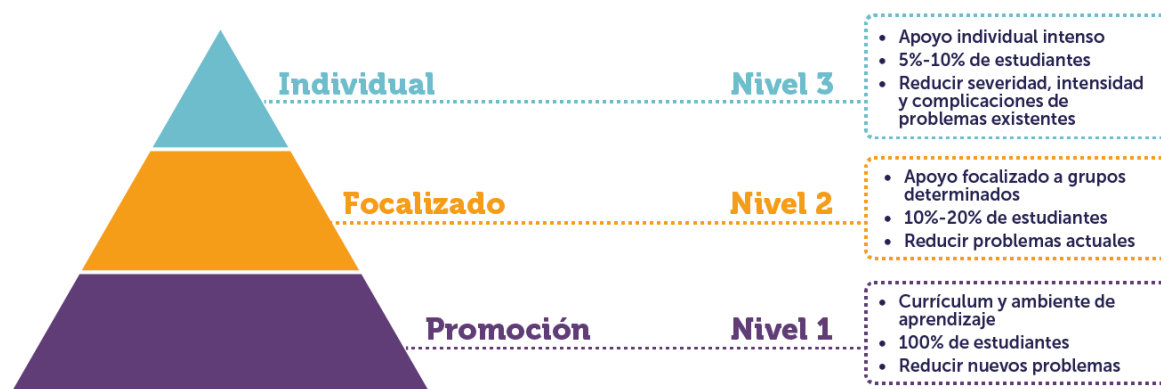 Individual
Nivel 3
• Apoyo individual intenso
• 5%-10% de estudiantes
• Reducir severidad, intensidad
y complicaciones de
problemas existentes
Focalizado
Nivel 2
• Apoyo focalizado a grupos
determinados
• 10%-20% de estudiantes
• Reducir problemas actuales
Promoción
Nivel 1
• Currículum y ambiente de
aprendizaje
• 100% de estudiantes
• Reducir nuevos problemas